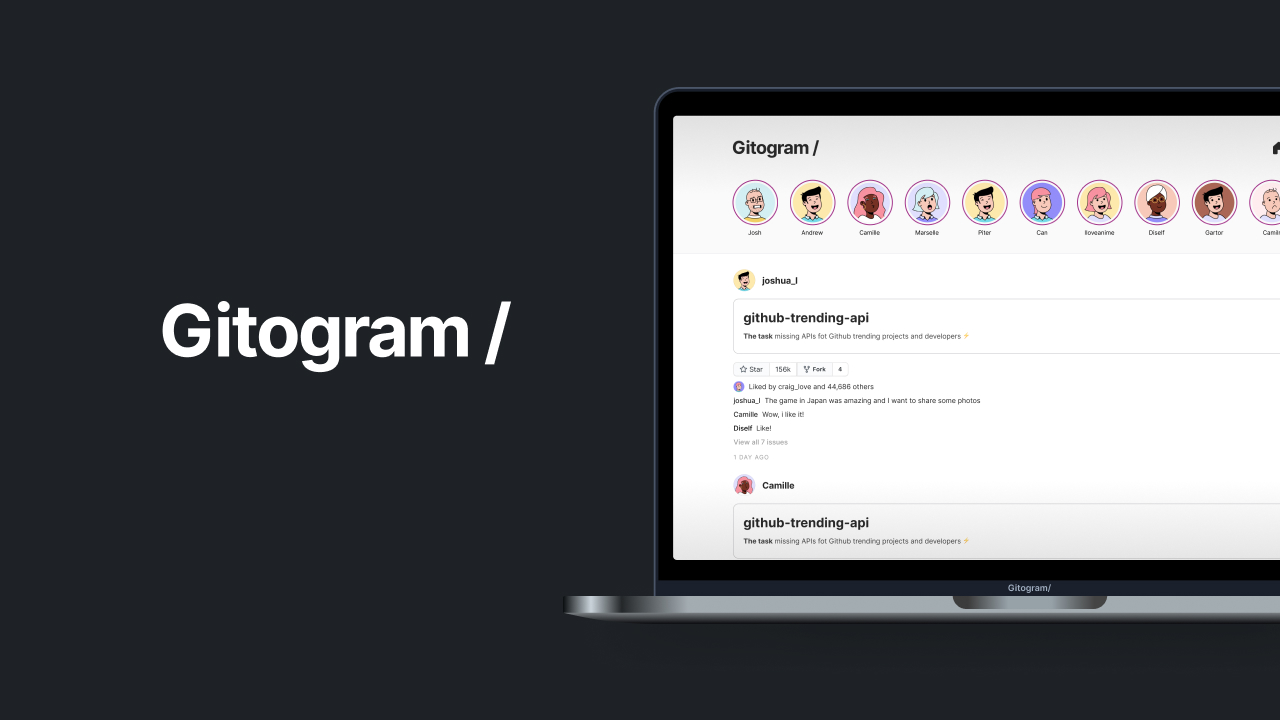 Gitogram /
Gitogram /
Josh Andrew Camille Marselle Piter Can Iloveanime Diself Gartor
joshua_l
github-trending-api
The task missing APIs fot Github trending projects and developers ⚡
Star 156k Fork 4
Liked by craig_love and 44,686 others
joshua_l The game in Japan was amazing and I want to share some photos
Camille Wow, i like it!
Diself Like!
View all 7 issues
1 DAY AGO
Camille
github-trending-api
The task missing APIs fot Github trending projects and developers ⚡
Gitogram/